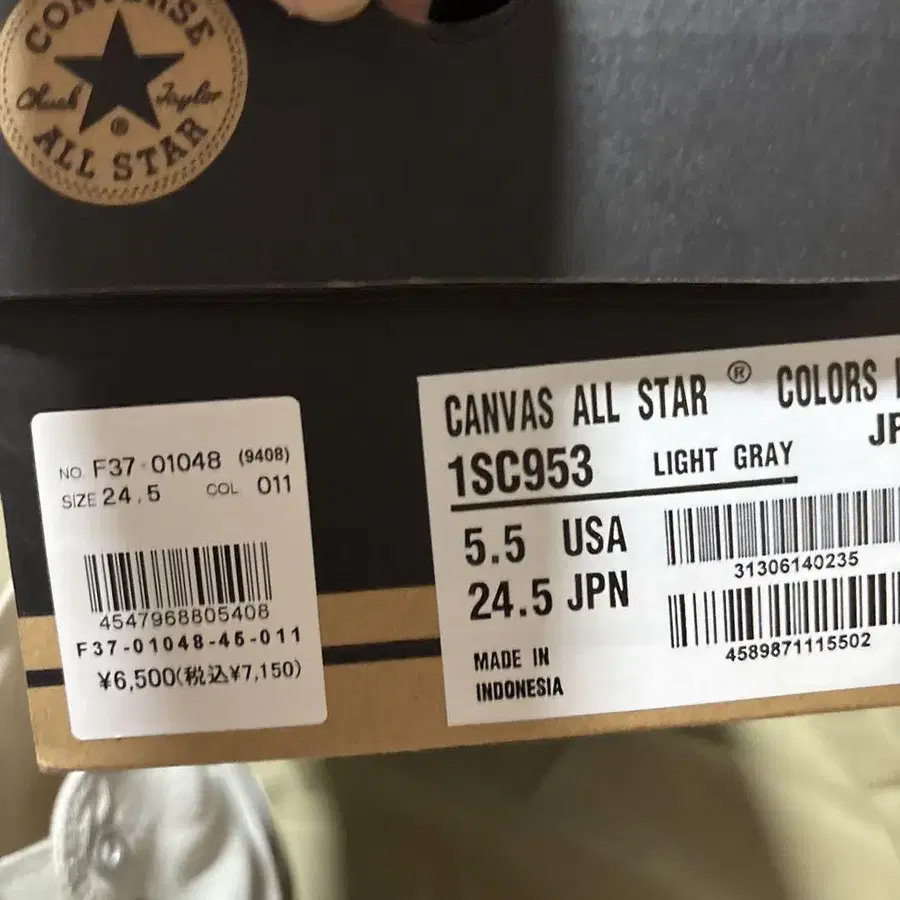 CONVERSE
Chuck Taylor
®
ALL STAR
NO. F37-01048 (9408)
SIZE 24.5 COL 011
4547968805408
F37-01048-45-011
¥6,500(税込¥7,150)
CANVAS ALL STAR ® COLORS
1SC953 LIGHT GRAY
5.5 USA
24.5 JPN
MADE IN
INDONESIA
31306140235
4589871115502